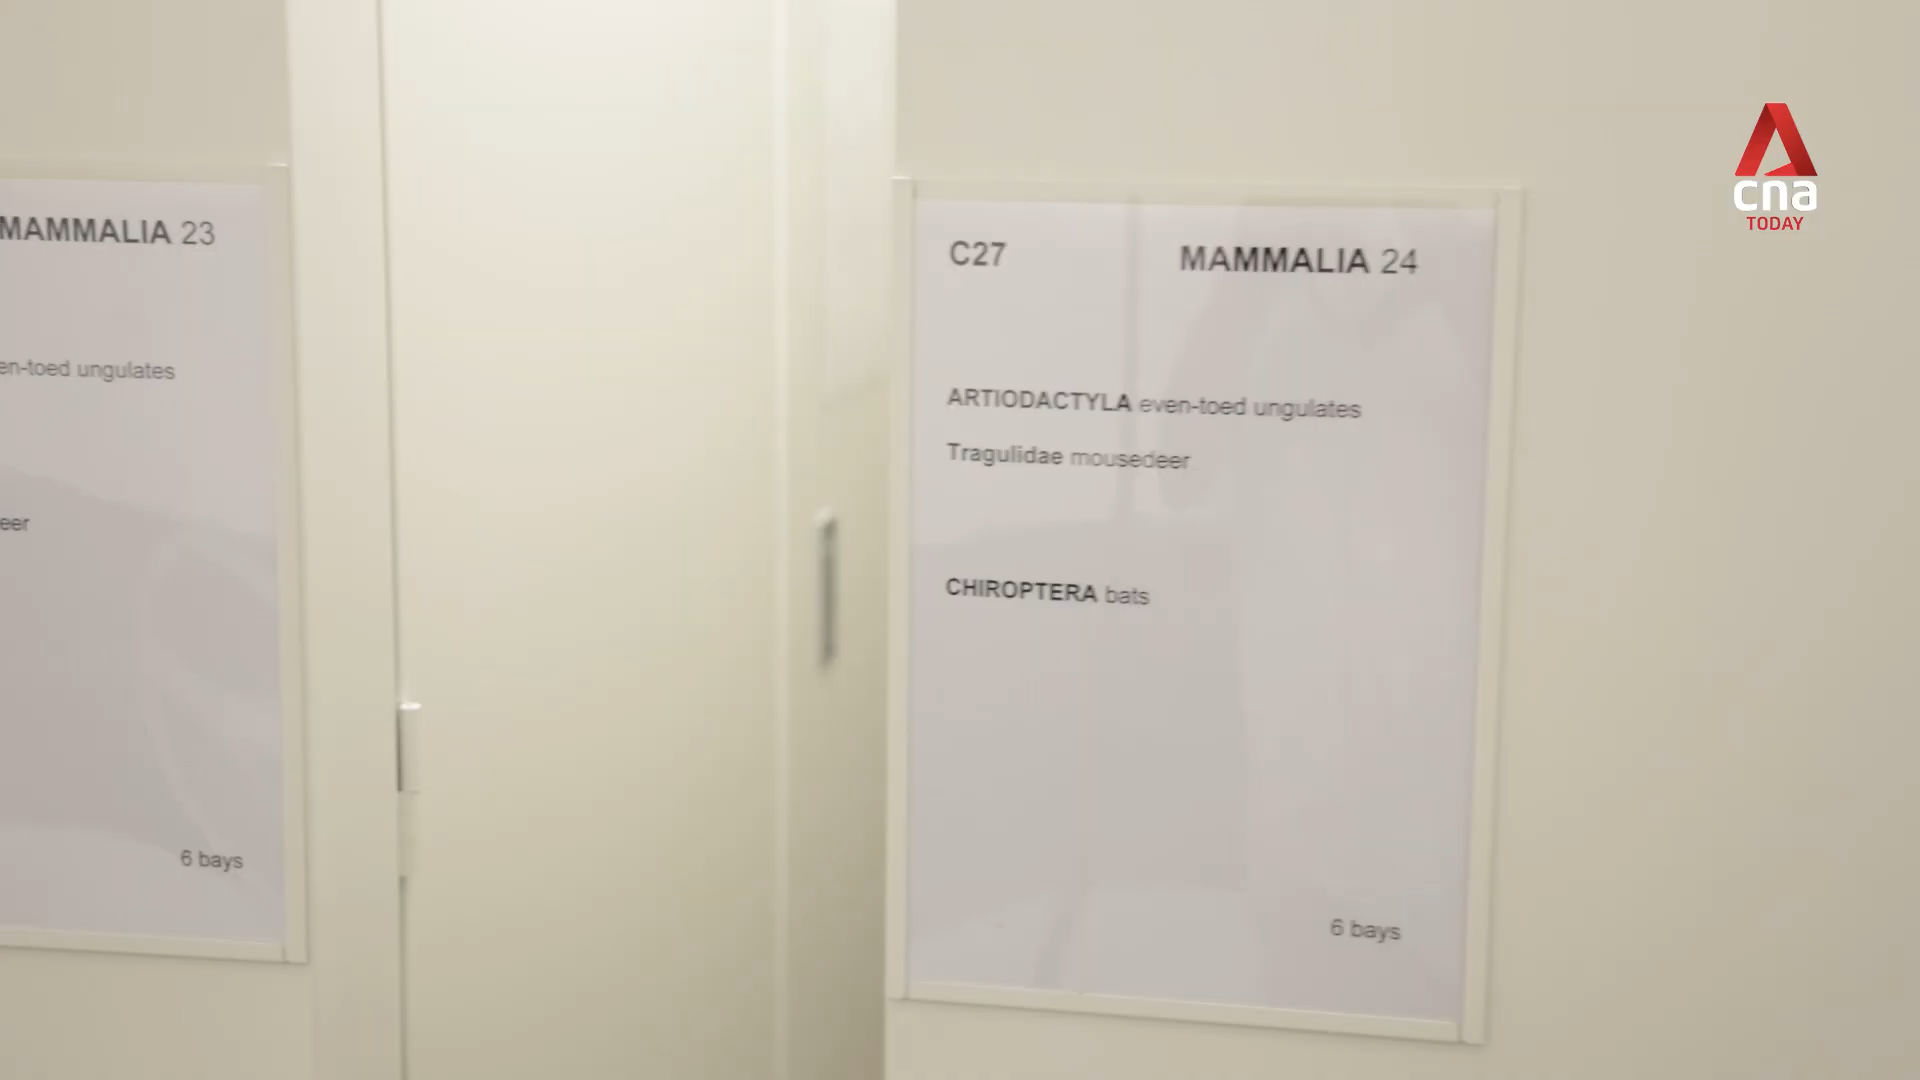 MAMMALIA 23
en-toed ungulates
eer
6 bays
C27 MAMMALIA 24
ARTIODACTYLA even-toed ungulates
Tragulidae mousedeer
CHIROPTERA bats
6 bays
cna
TODAY